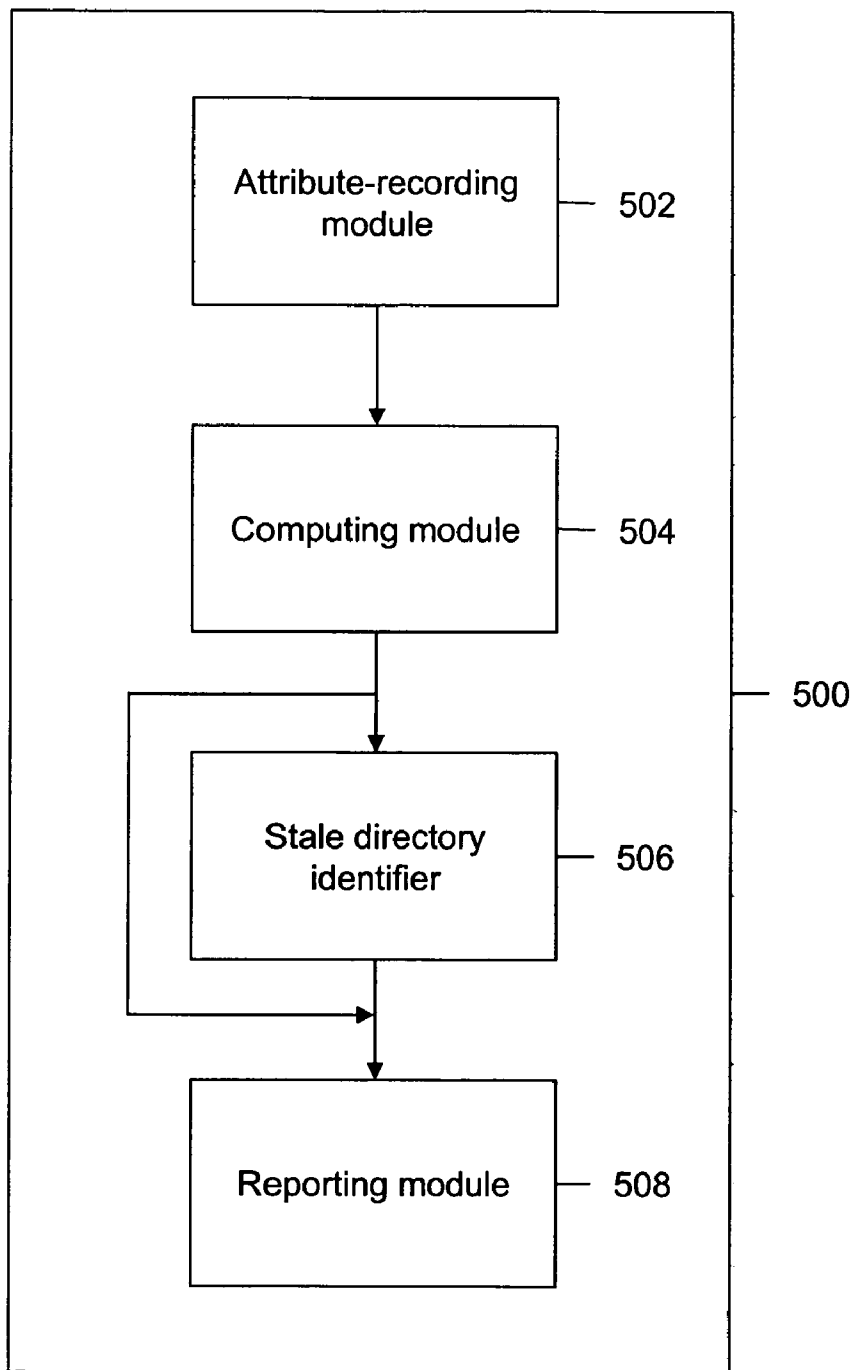 Attribute-recording
module
502
Computing module
504
500
Stale directory
identifier
506
Reporting module
508